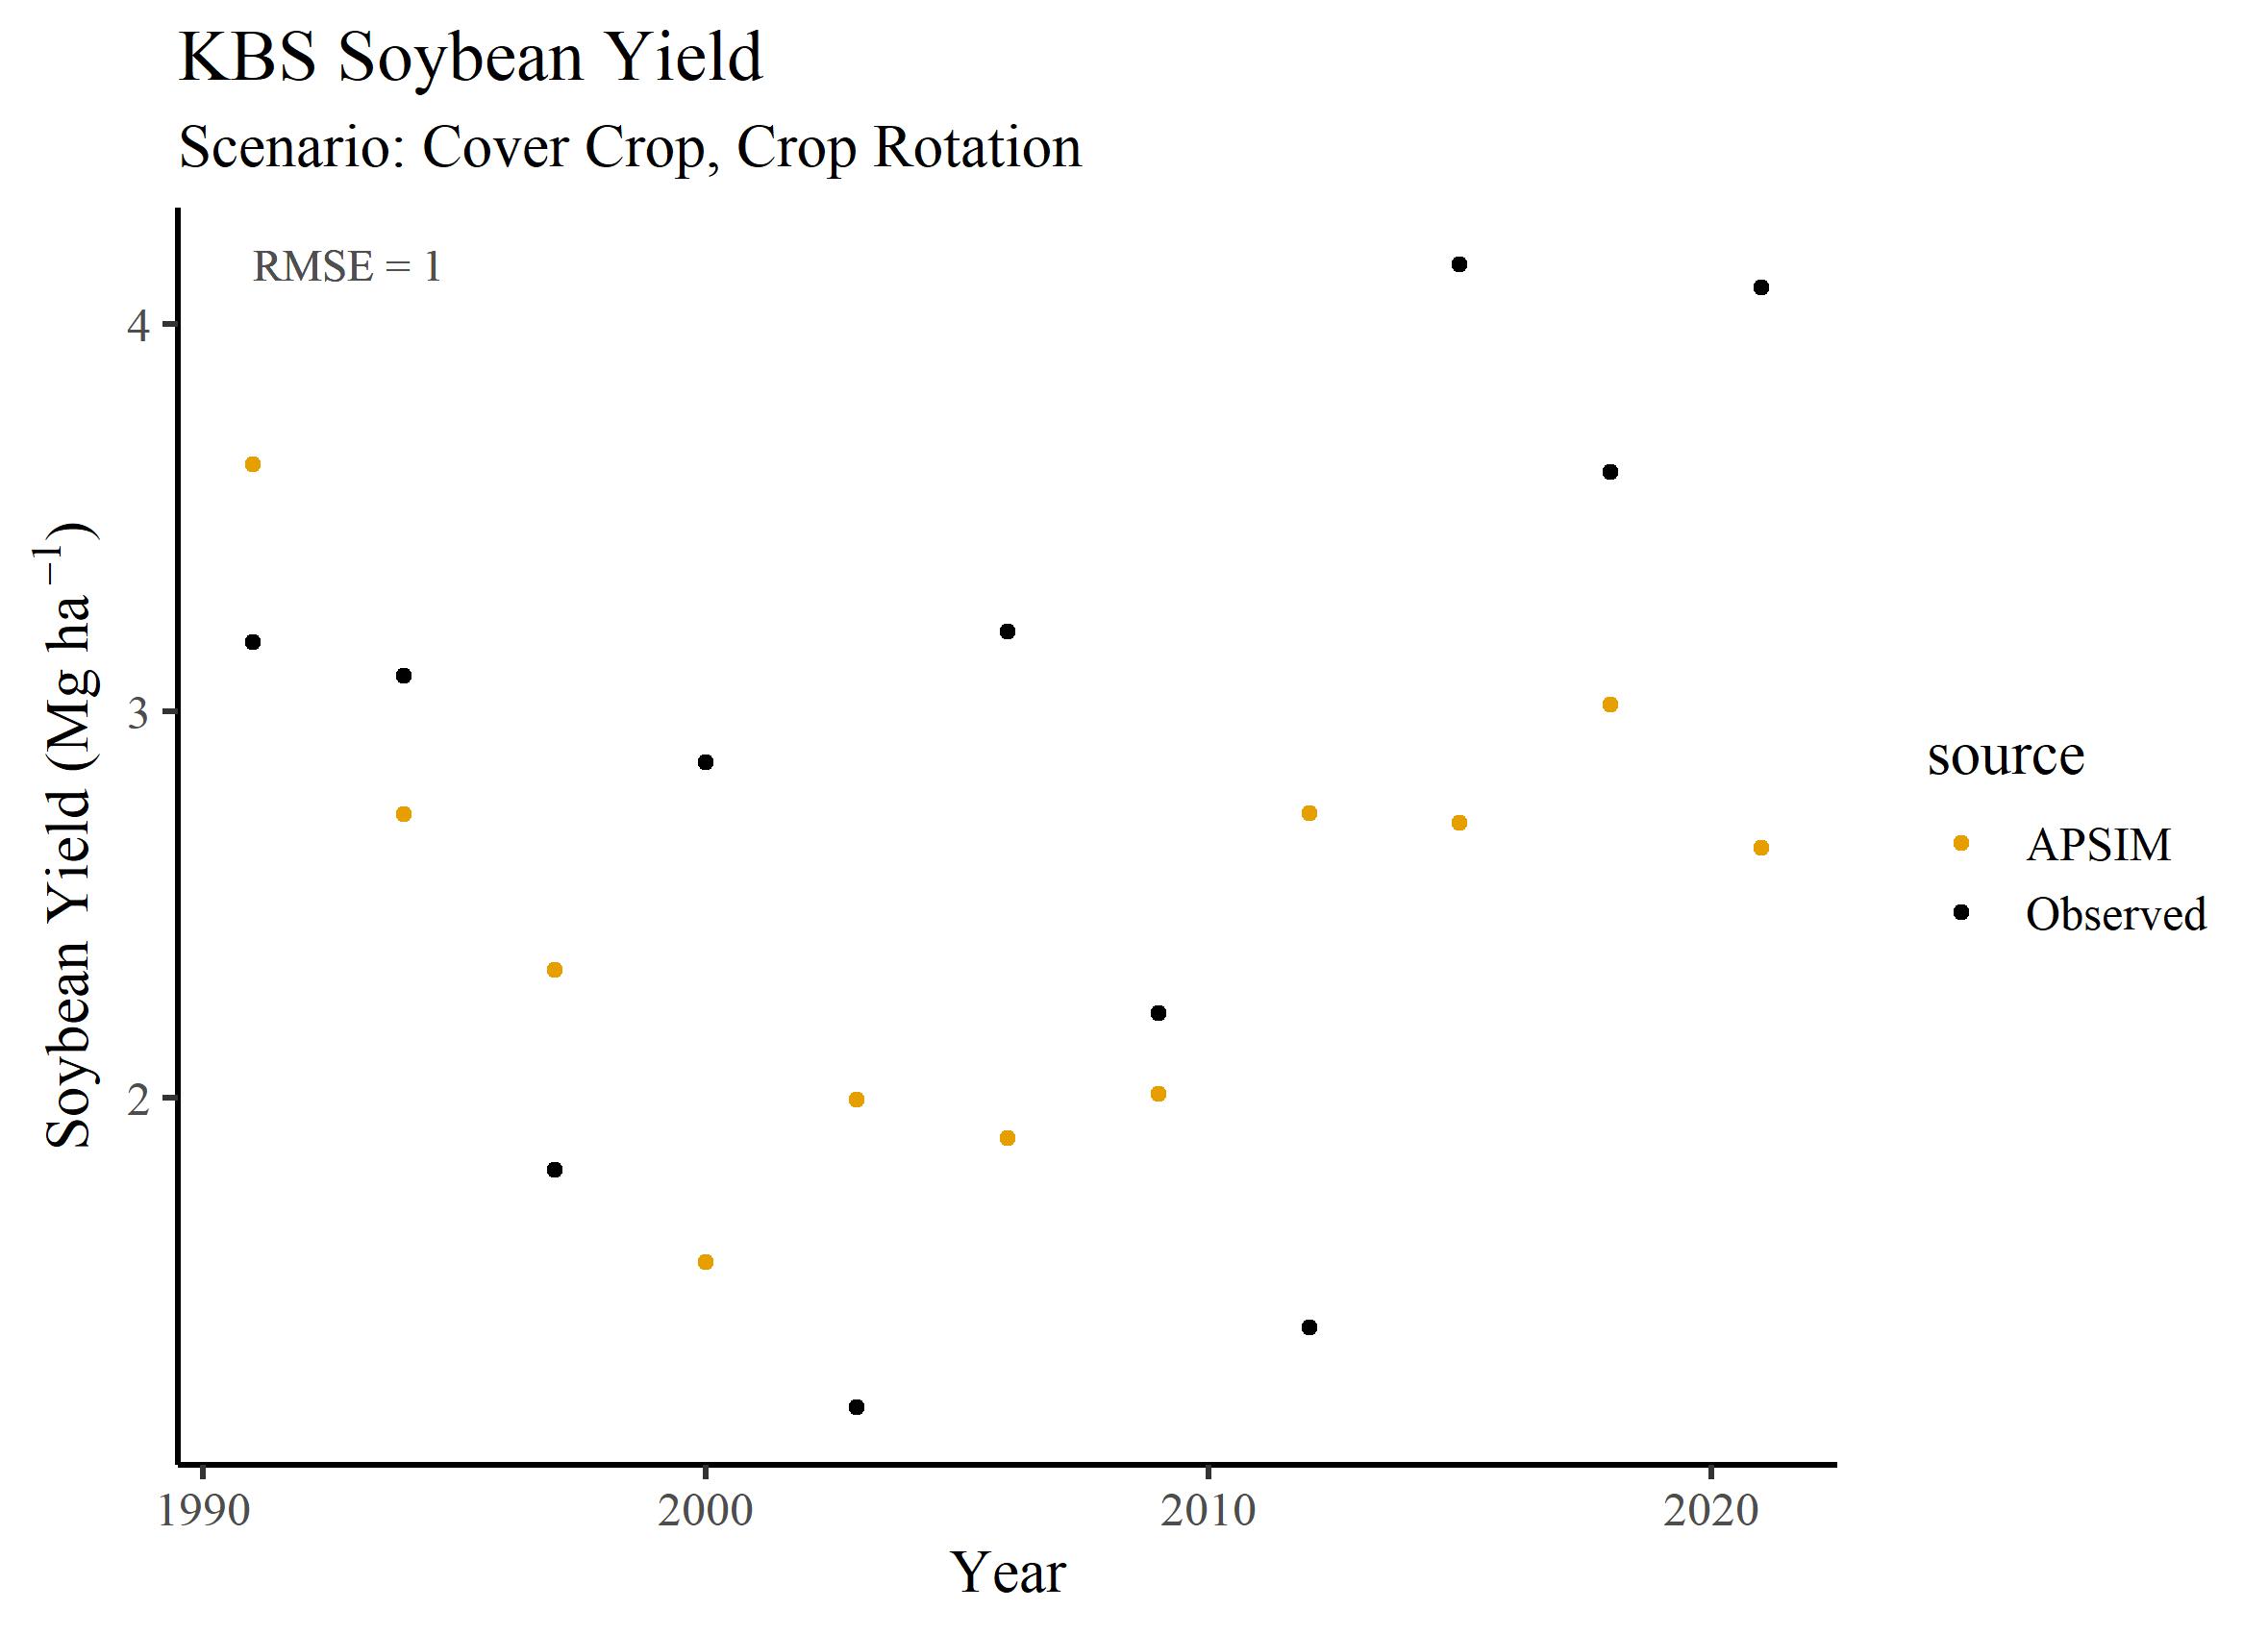 KBS Soybean Yield
Scenario: Cover Crop, Crop Rotation
RMSE = 1
4
3
2
Soybean Yield (Mg ha⁻¹)
1990
2000
2010
2020
Year
source
APSIM
Observed